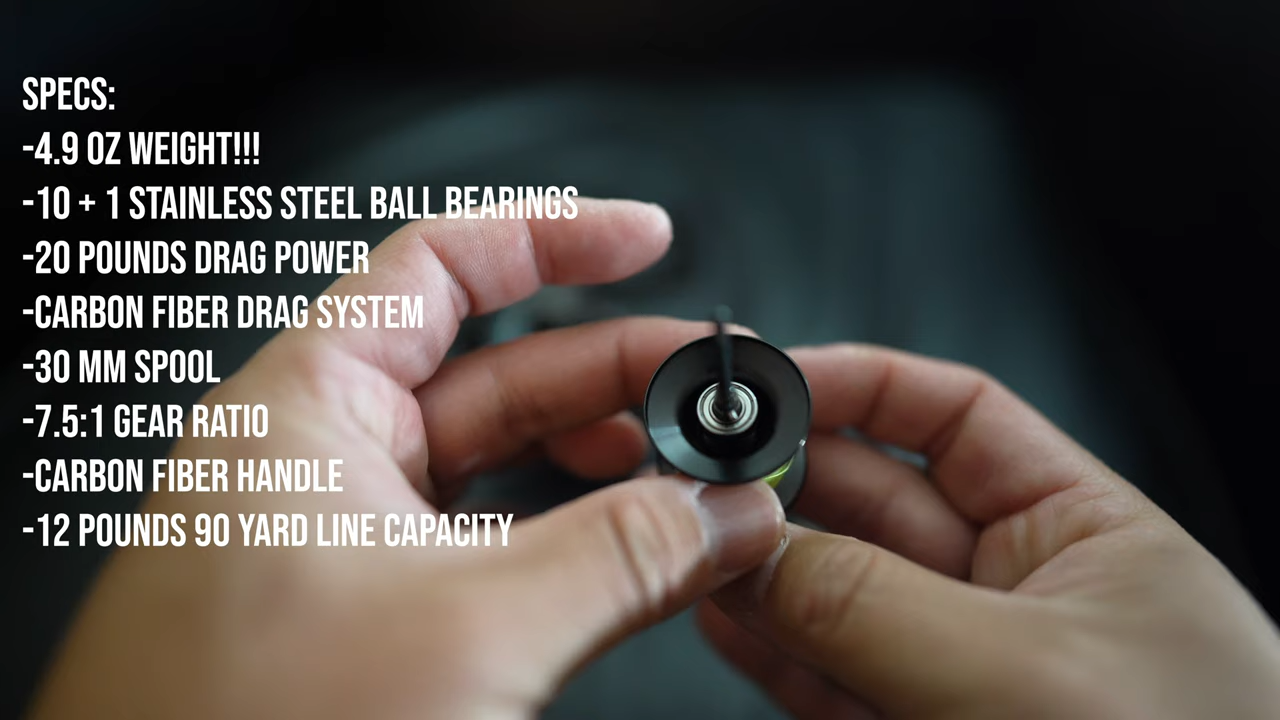 SPECS:
-4.9 OZ WEIGHT!!!
-10 + 1 STAINLESS STEEL BALL BEARINGS
-20 POUNDS DRAG POWER
-CARBON FIBER DRAG SYSTEM
-30 MM SPOOL
-7.5:1 GEAR RATIO
-CARBON FIBER HANDLE
-12 POUNDS 90 YARD LINE CAPACITY